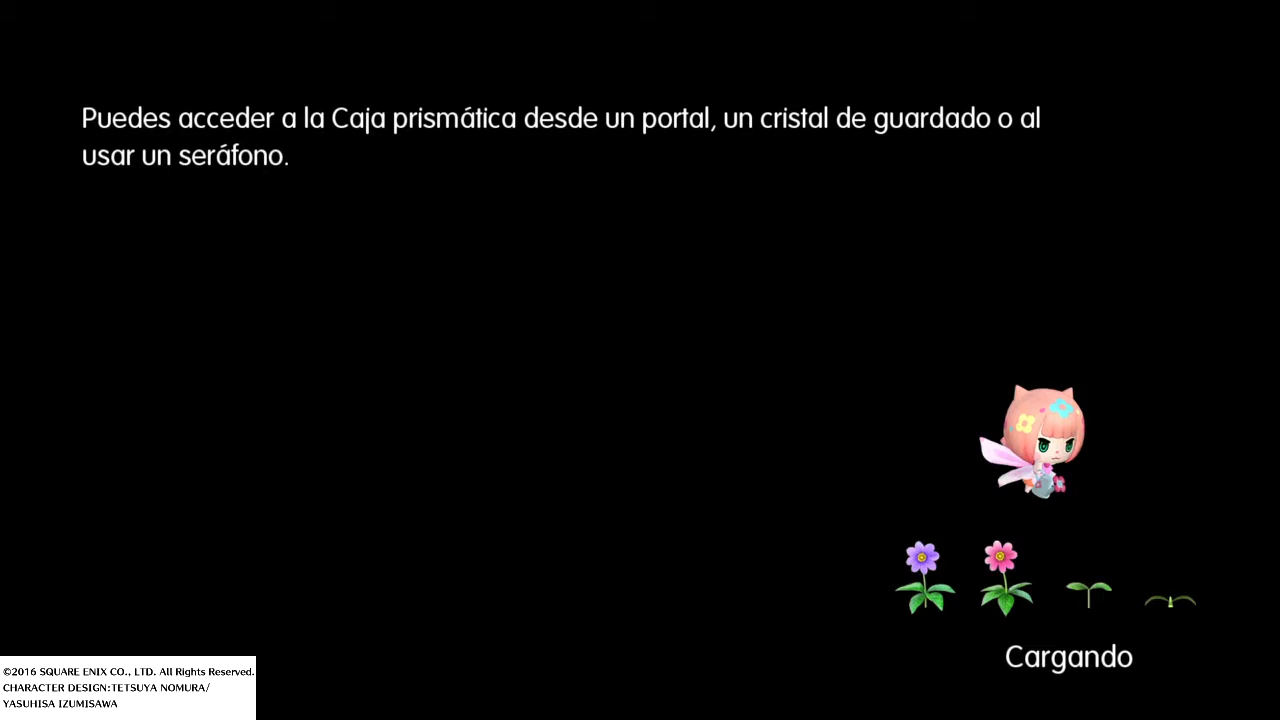 Puedes acceder a la Caja prismática desde un portal, un cristal de guardado o al
usar un seráfono.
Cargando
©2016 SQUARE ENIX CO., LTD. All Rights Reserved.
CHARACTER DESIGN:TETSUYA NOMURA/
YASUHISA IZUMISAWA